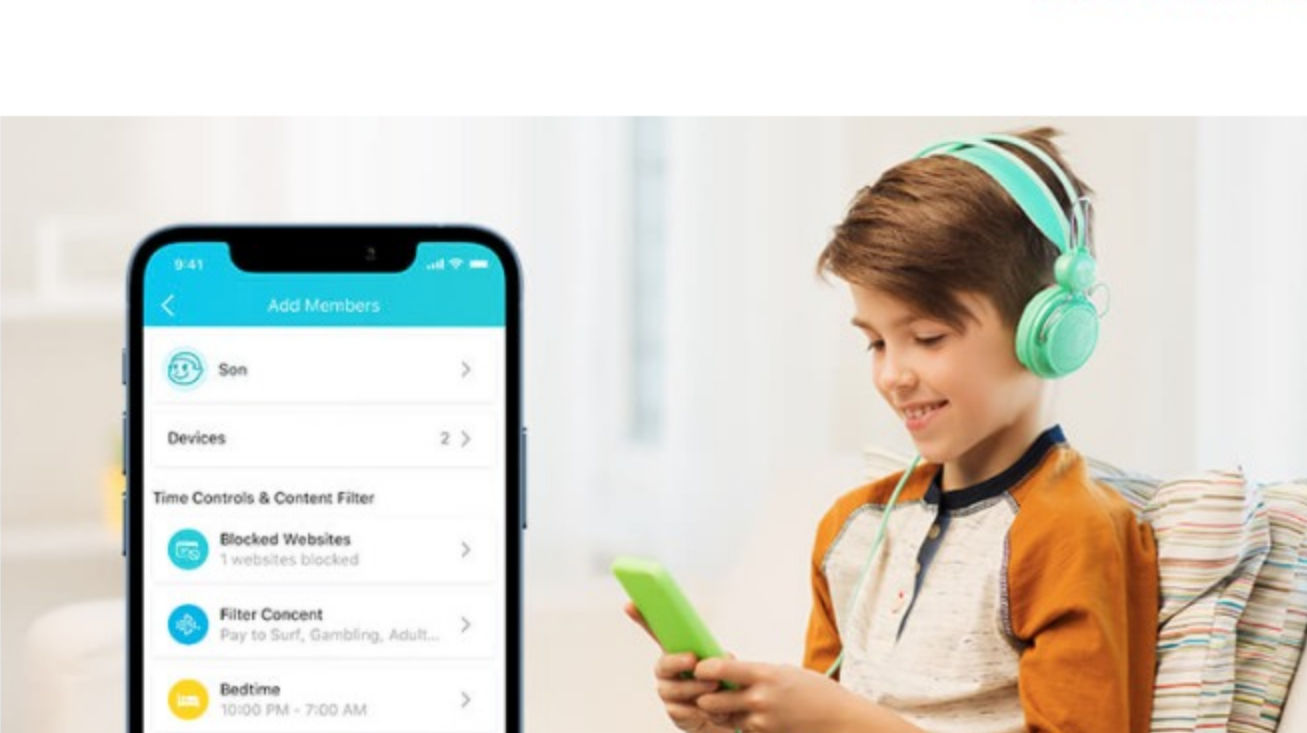 9:41
Add Members
Son
Devices 2
Time Controls & Content Filter
Blocked Websites
1 websites blocked
Filter Concent
Pay to Surf, Gambling, Adult...
Bedtime
10:00 PM - 7:00 AM